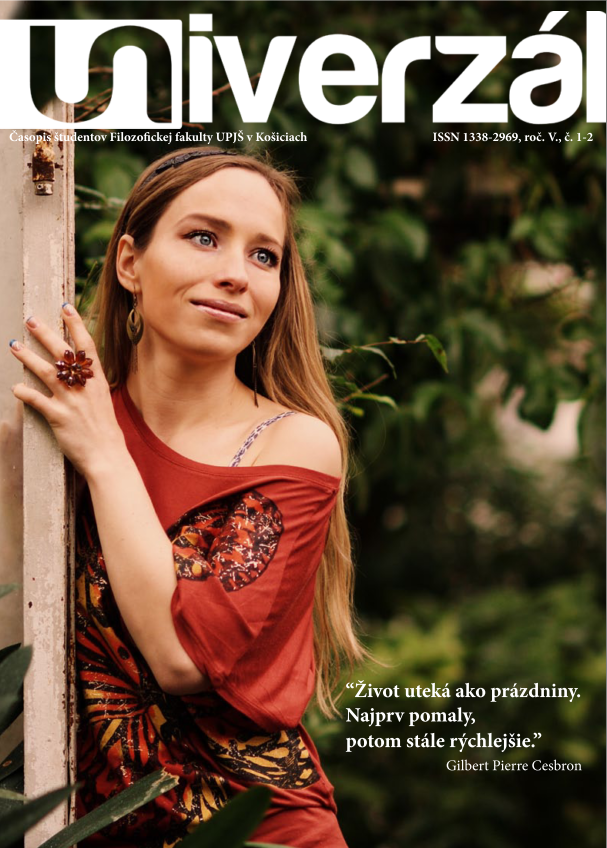 univerzál
Časopis študentov Filozofickej fakulty UPJŠ v Košiciach
ISSN 1338-2969, roč. V., č. 1-2
“Život uteká ako prázdniny.
Najprv pomaly,
potom stále rýchlejšie.”
Gilbert Pierre Cesbron